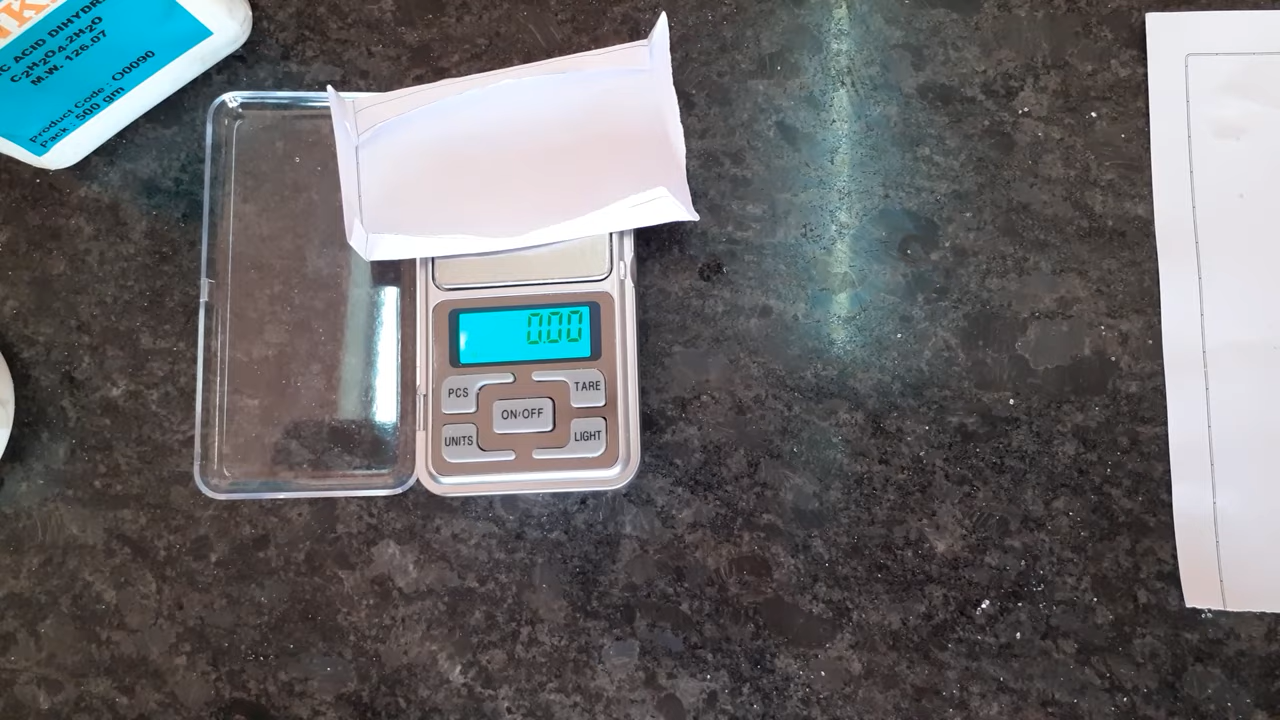 C ACID DIHYDR
C2H2O4·2H2O
M.W. 126.07
Product Code : O0090
Pack : 500 gm
0.00
PCS
TARE
ON/OFF
UNITS
LIGHT